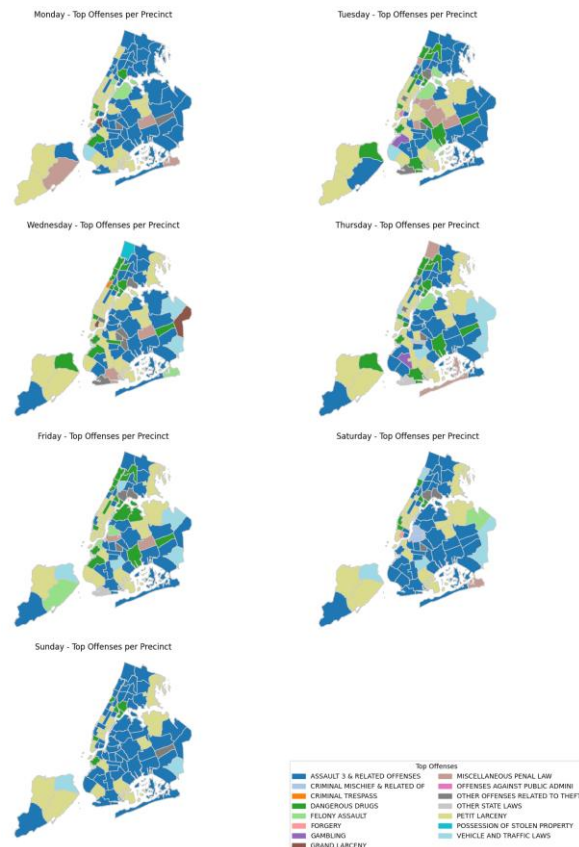 Monday - Top Offenses per Precinct
Tuesday - Top Offenses per Precinct
Wednesday - Top Offenses per Precinct
Thursday - Top Offenses per Precinct
Friday - Top Offenses per Precinct
Saturday - Top Offenses per Precinct
Sunday - Top Offenses per Precinct
Top Offenses
ASSAULT 3 & RELATED OFFENSES
CRIMINAL MISCHIEF & RELATED OF
CRIMINAL TRESPASS
DANGEROUS DRUGS
FELONY ASSAULT
FORGERY
GAMBLING
GRAND LARCENY
MISCELLANEOUS PENAL LAW
OFFENSES AGAINST PUBLIC ADMINI
OTHER OFFENSES RELATED TO THEFT
OTHER STATE LAWS
PETIT LARCENY
POSSESSION OF STOLEN PROPERTY
VEHICLE AND TRAFFIC LAWS